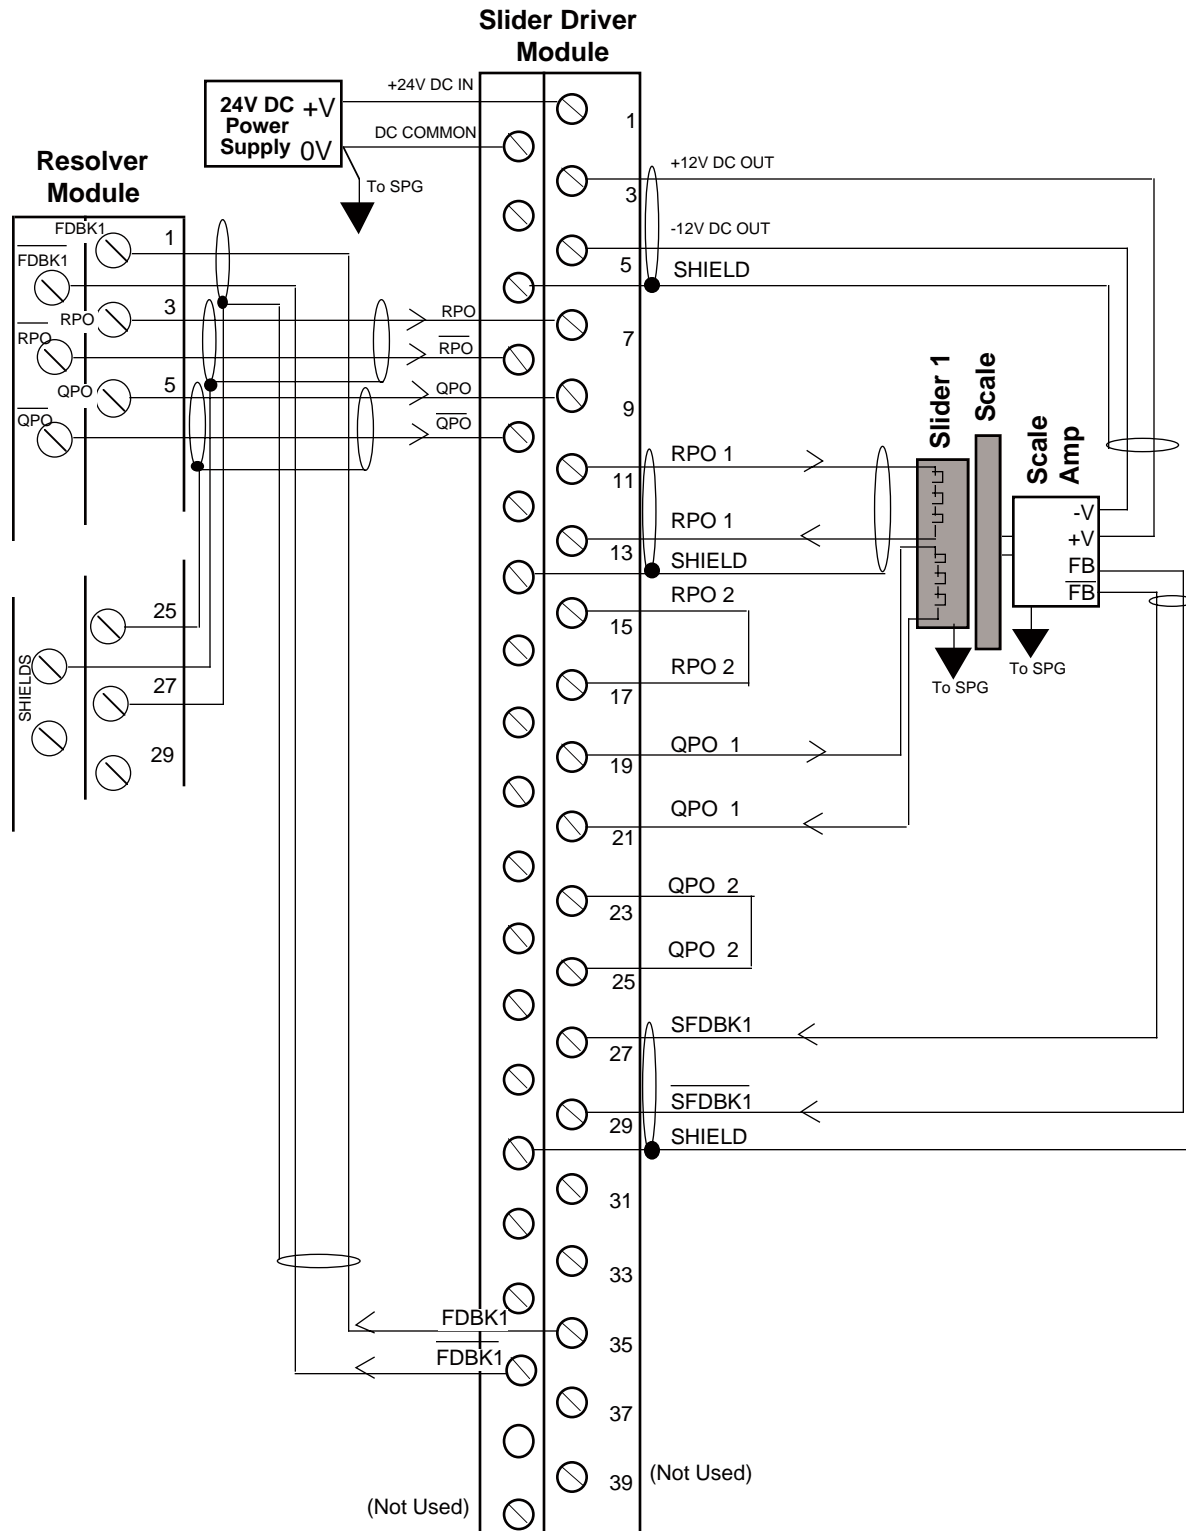 Slider Driver
Module
+24V DC IN
24V DC +V
Power
Supply 0V
DC COMMON
To SPG
1
+12V DC OUT
3
-12V DC OUT
5
SHIELD
Resolver
Module
FDBK1
1
FDBK1
3
RPO
RPO
5
QPO
QPO
RPO
7
RPO
QPO
9
QPO
RPO 1
11
RPO 1
13
SHIELD
RPO 2
15
RPO 2
17
QPO 1
19
QPO 1
21
QPO 2
23
QPO 2
25
SFDBK1
27
SFDBK1
29
SHIELD
31
33
FDBK1
35
FDBK1
37
39
(Not Used)
(Not Used)
25
27
29
SHIELDS
Slider 1
Scale
Scale
Amp
-V
+V
FB
FB
To SPG
To SPG